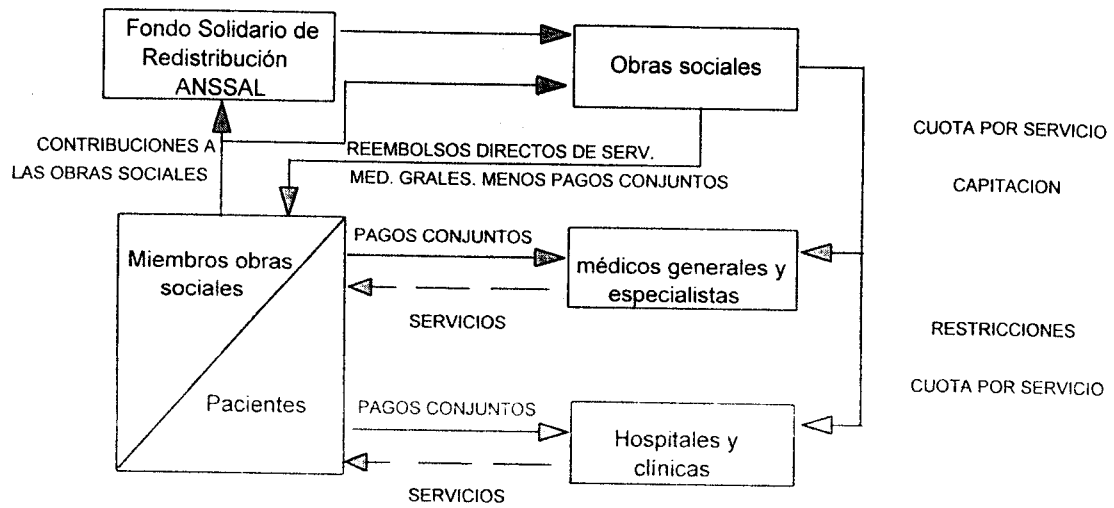 Fondo Solidario de
Redistribución
ANSSAL
Obras sociales
CONTRIBUCIONES A
LAS OBRAS SOCIALES
REEMBOLSOS DIRECTOS DE SERV.
MED. GRALES. MENOS PAGOS CONJUNTOS
CUOTA POR SERVICIO
CAPITACION
Miembros obras
sociales
PAGOS CONJUNTOS
médicos generales y
especialistas
SERVICIOS
RESTRICCIONES
CUOTA POR SERVICIO
Pacientes
PAGOS CONJUNTOS
Hospitales y
clínicas
SERVICIOS